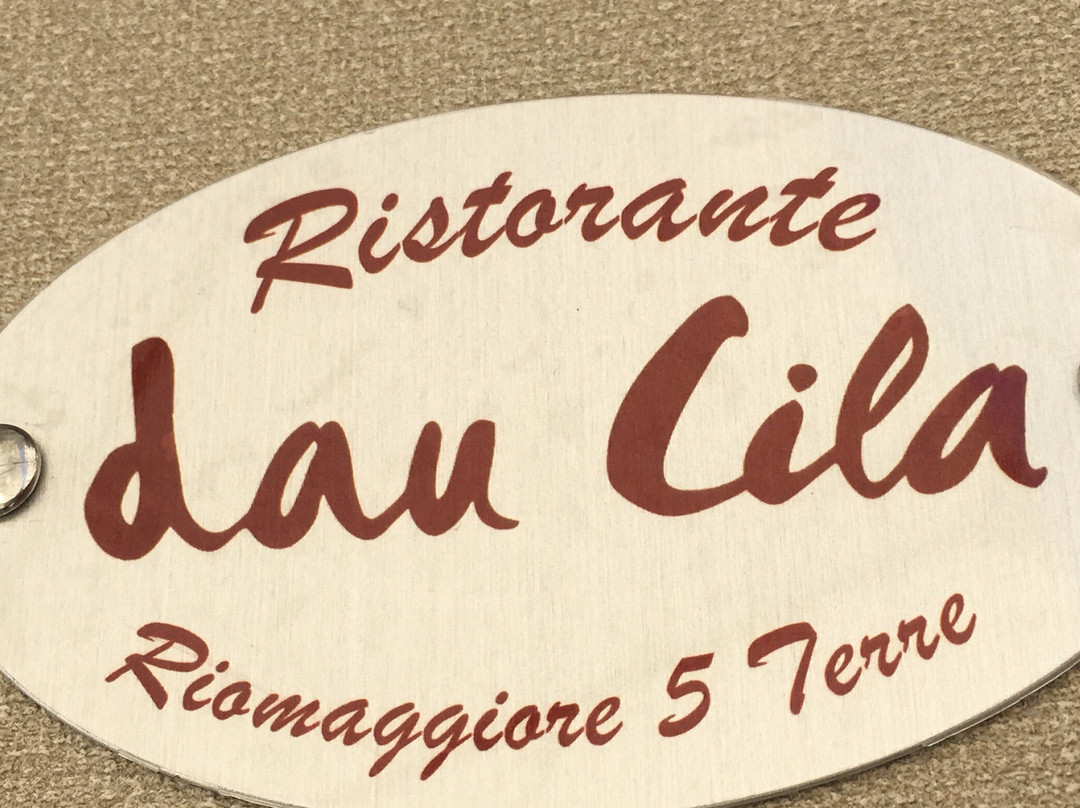 Ristorante
dau Cila
Riomaggiore 5 Terre